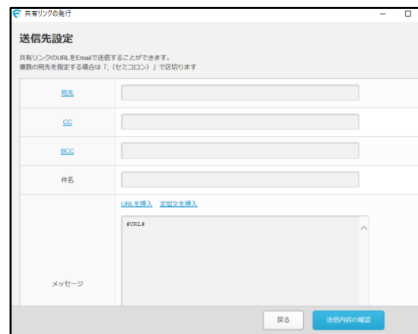 共有リンクの発行
送信先設定
共有リンクのURLをEmailで送信することができます。
複数の宛先を指定する場合は「;（セミコロン）」で区切ります
宛先
CC
BCC
件名
URLを挿入 定型文を挿入
#URL#
メッセージ
戻る 送信内容の確認